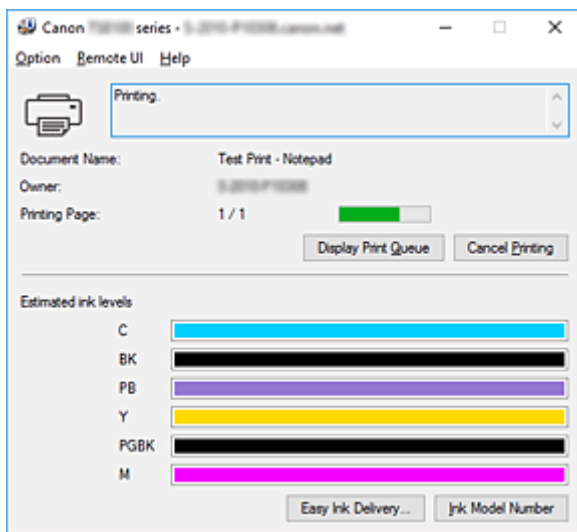 Canon series -
Option Remote UI Help
Printing.
Document Name: Test Print - Notepad
Owner:
Printing Page: 1 / 1
Display Print Queue Cancel Printing
Estimated ink levels
C
BK
PB
Y
PGBK
M
Easy Ink Delivery... Ink Model Number